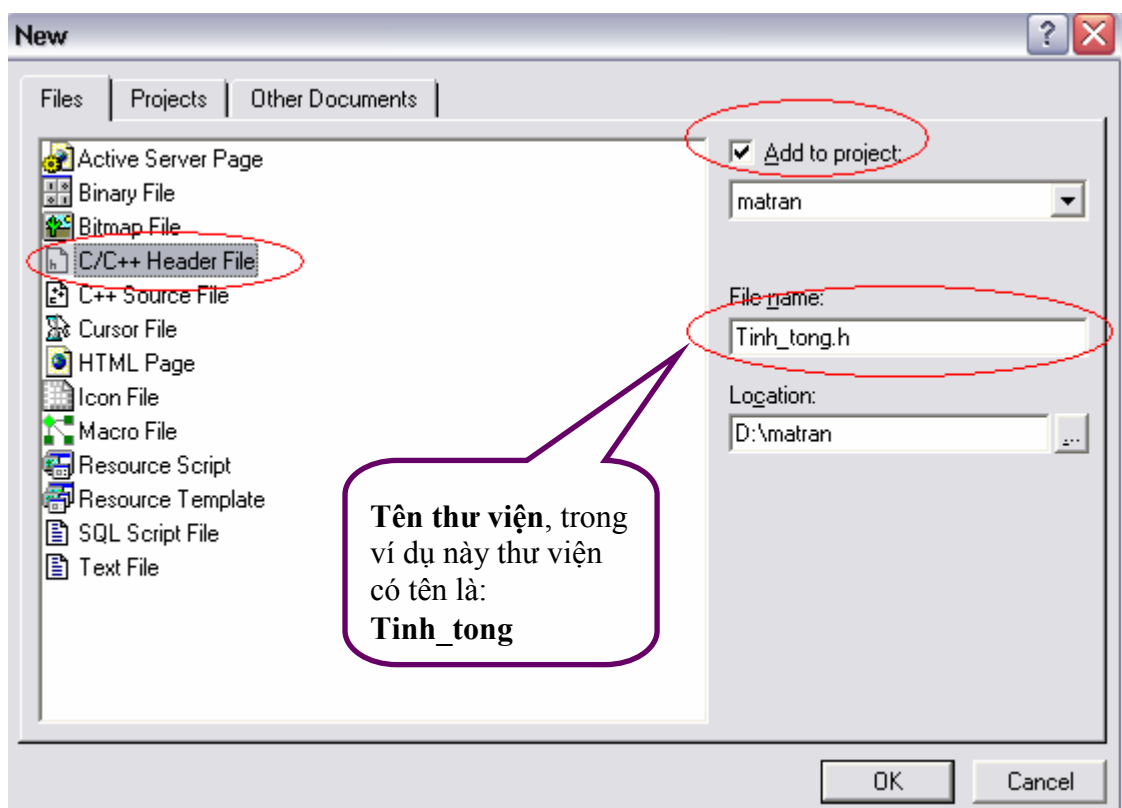 New
Files Projects Other Documents
Active Server Page
Binary File
Bitmap File
C/C++ Header File
C++ Source File
Cursor File
HTML Page
Icon File
Macro File
Resource Script
Resource Template
SQL Script File
Text File
Add to project:
matran
File name:
Tinh_tong.h
Location:
D:\matran
...
Tên thư viện, trong
ví dụ này thư viện
có tên là:
Tinh_tong
OK Cancel